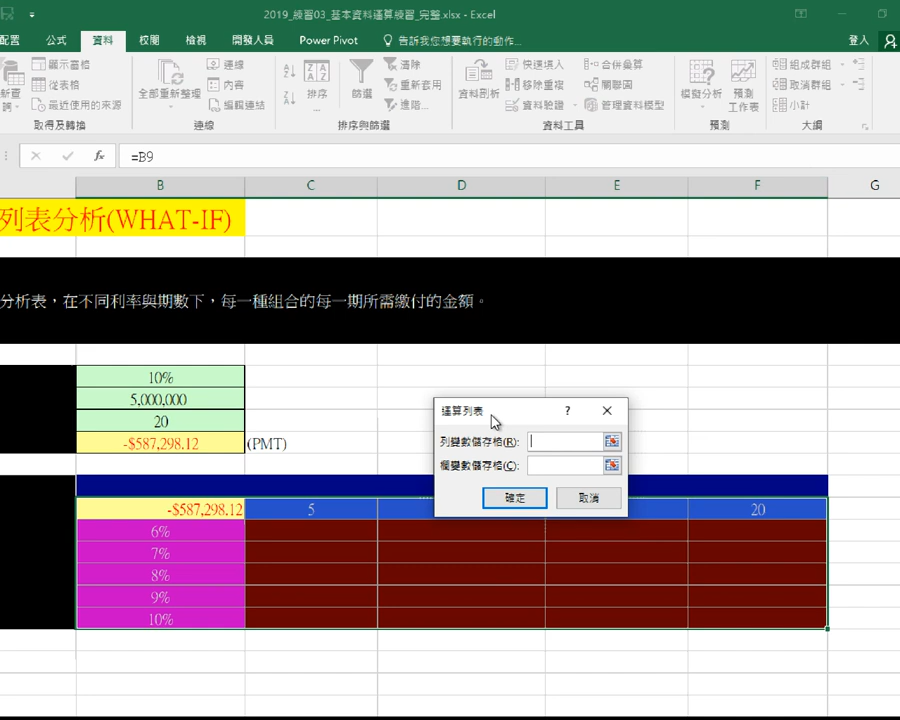 2019_練習03_基本資料運算練習_完整.xlsx - Excel
配置 公式 資料 校閱 檢視 開發人員 Power Pivot 告訴我您想要執行的動作... 登入
新查 顯示查詢 全部重新整理 連線 排序 篩選 清除 資料剖析 快速填入 合併彙算 模擬分析 預測 組成群組
詢 從表格 內容 重新套用 移除重複 關聯圖 工作表 取消群組
最近使用的來源 編輯連結 進階... 資料驗證 管理資料模型 小計
取得及轉換 連線 排序與篩選 資料工具 預測 大綱
fx =B9
B C D E F G
列表分析(WHAT-IF)
分析表，在不同利率與期數下，每一種組合的每一期所需繳付的金額。
10%
5,000,000
20
-$587,298.12 (PMT)
運算列表 ?
列變數儲存格(R):
欄變數儲存格(C):
確定 取消
-$587,298.12 5 20
6%
7%
8%
9%
10%